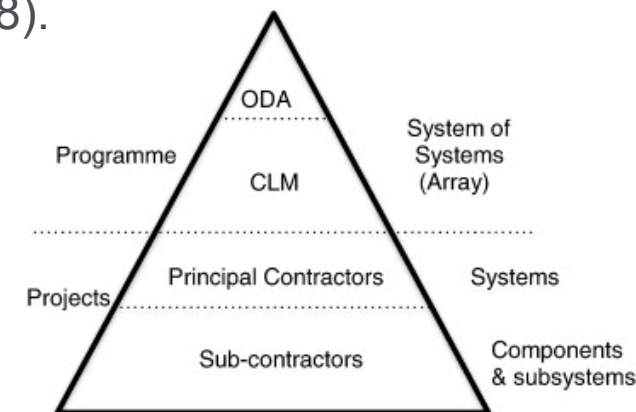 8).
ODA
System of
Systems
(Array)
Programme
CLM
Principal Contractors
Systems
Projects
Sub-contractors
Components
& subsystems